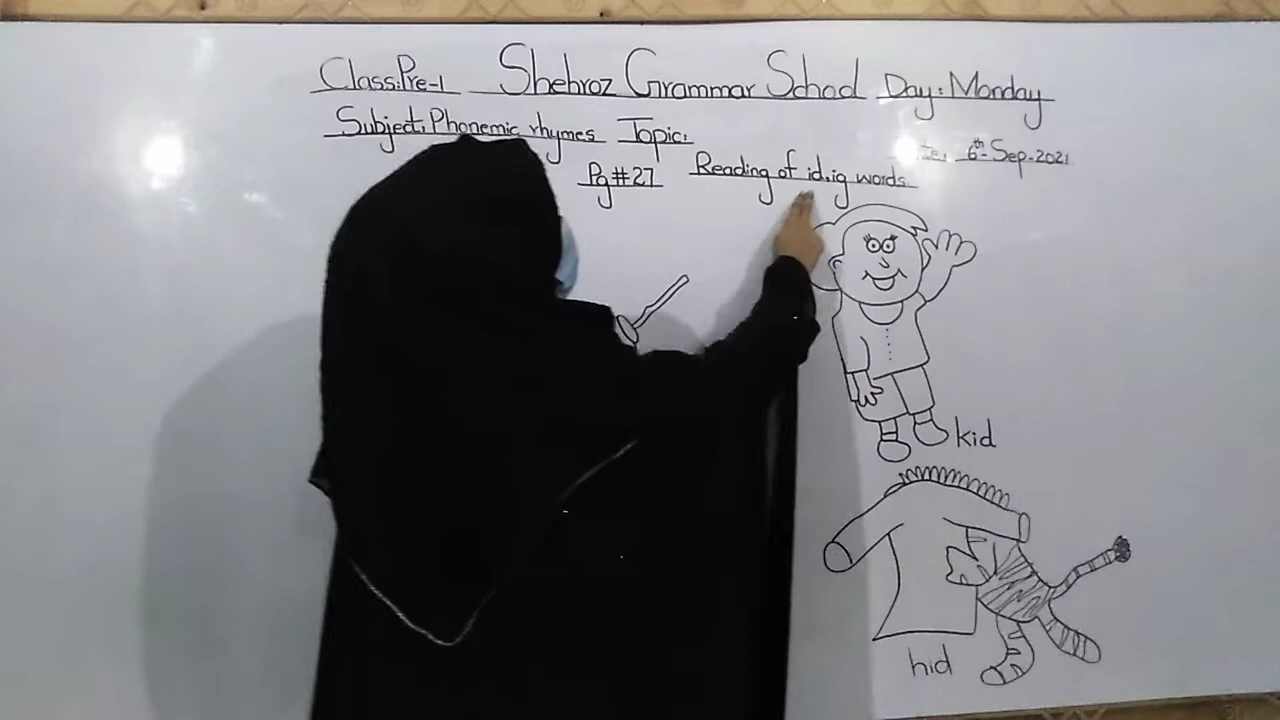 Class:Pre-1 Shehroz Grammar School Day: Monday
Subject: Phonemic rhymes Topic:
6th-Sep-2021
Pg#27 Reading of id,ig words
kid
hid